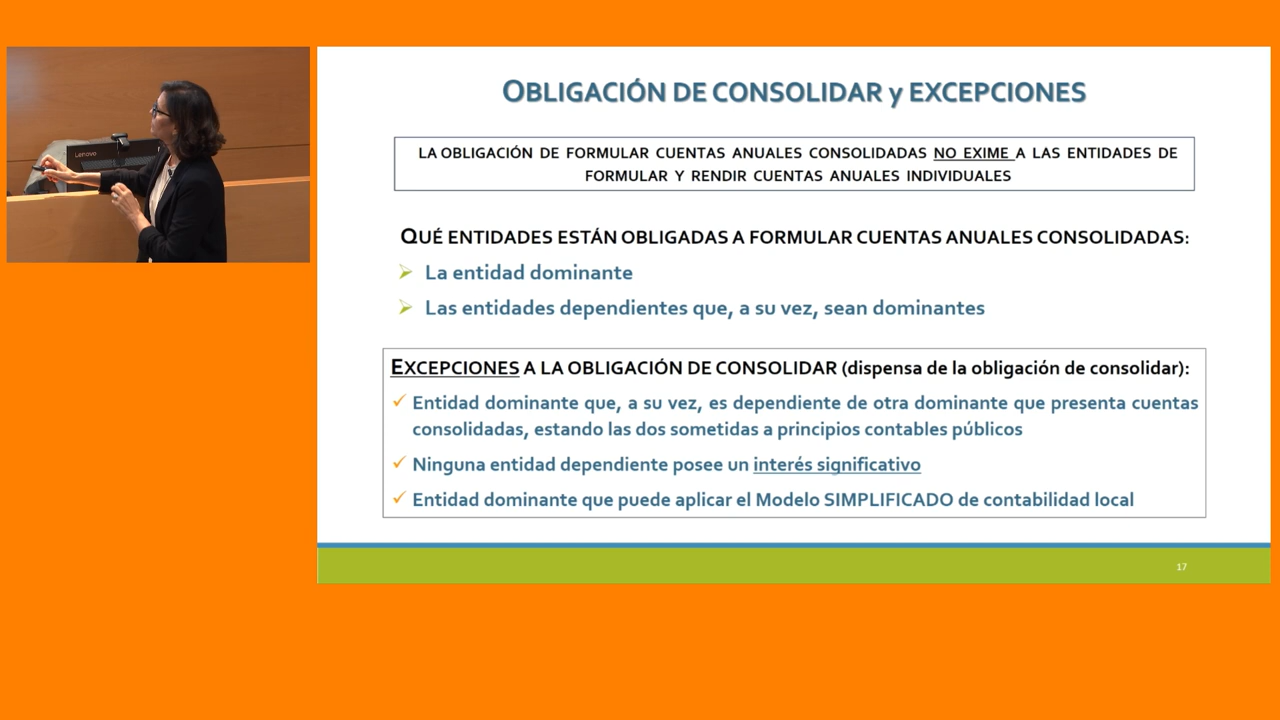 Lenovo
OBLIGACIÓN DE CONSOLIDAR y EXCEPCIONES
LA OBLIGACIÓN DE FORMULAR CUENTAS ANUALES CONSOLIDADAS NO EXIME A LAS ENTIDADES DE
FORMULAR Y RENDIR CUENTAS ANUALES INDIVIDUALES
QUÉ ENTIDADES ESTÁN OBLIGADAS A FORMULAR CUENTAS ANUALES CONSOLIDADAS:
La entidad dominante
Las entidades dependientes que, a su vez, sean dominantes
EXCEPCIONES A LA OBLIGACIÓN DE CONSOLIDAR (dispensa de la obligación de consolidar):
Entidad dominante que, a su vez, es dependiente de otra dominante que presenta cuentas
consolidadas, estando las dos sometidas a principios contables públicos
Ninguna entidad dependiente posee un interés significativo
Entidad dominante que puede aplicar el Modelo SIMPLIFICADO de contabilidad local
17